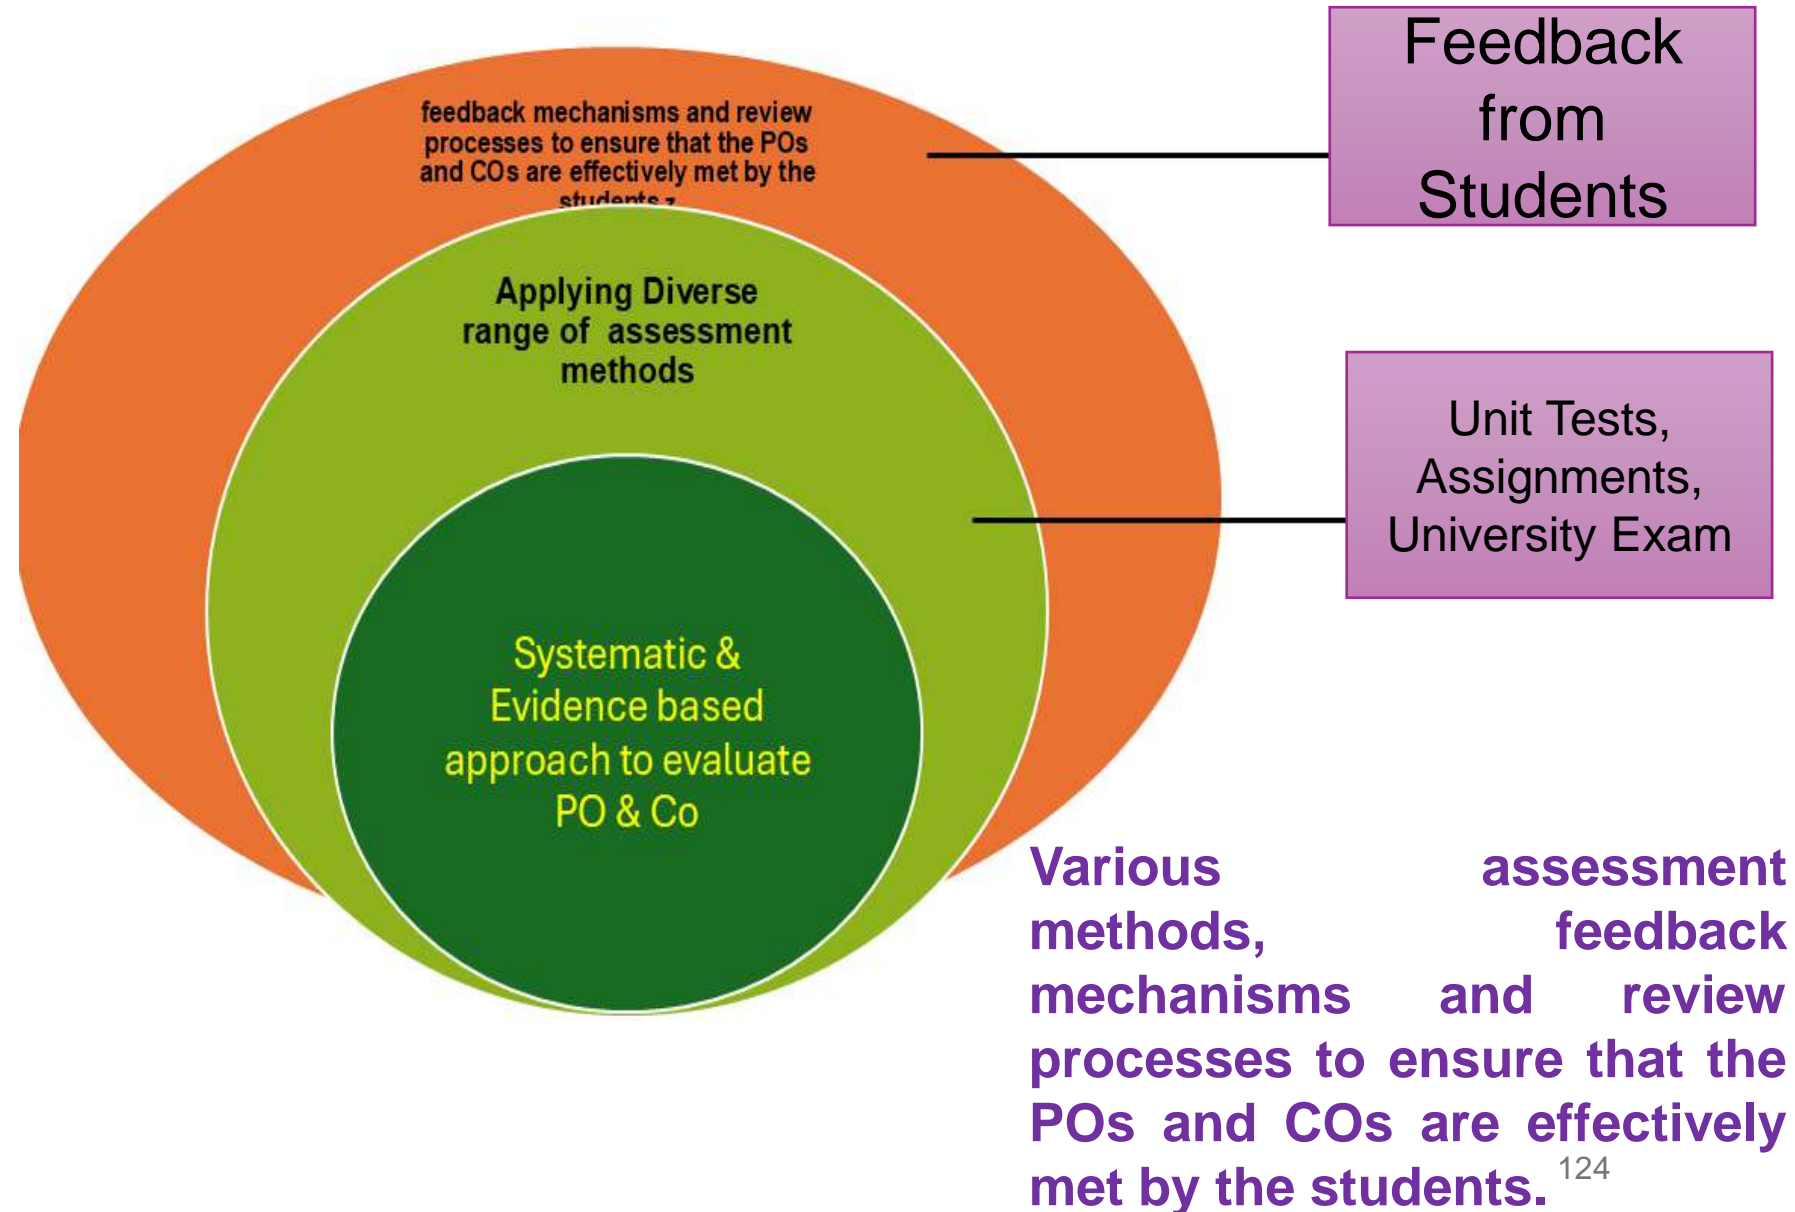 feedback mechanisms and review
processes to ensure that the POs
and COs are effectively met by the
students
Applying Diverse
range of assessment
methods
Systematic &
Evidence based
approach to evaluate
PO & Co
Feedback
from
Students
Unit Tests,
Assignments,
University Exam
Various assessment
methods, feedback
mechanisms and review
processes to ensure that the
POs and COs are effectively
met by the students.
124